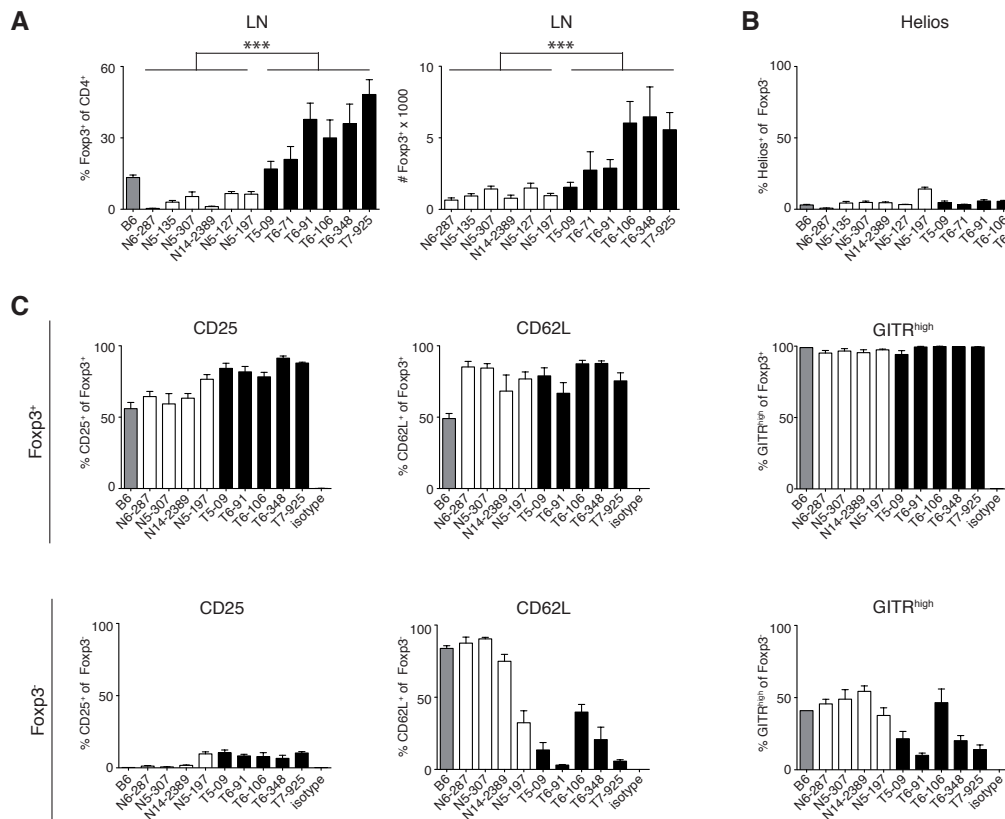 A
LN
***
% Foxp3⁺ of CD4⁺
60
30
0
B6
N6-287
N5-135
N5-307
N14-2389
N5-127
N5-197
T5-09
T6-71
T6-91
T6-106
T6-348
T7-925
LN
***
# Foxp3⁺ x 1000
10
5
0
N6-287
N5-135
N5-307
N14-2389
N5-127
N5-197
T5-09
T6-71
T6-91
T6-106
T6-348
T7-925
B
Helios
% Helios⁺ of Foxp3⁻
100
50
0
B6
N6-287
N5-135
N5-307
N14-2389
N5-127
N5-197
T5-09
T6-71
T6-91
T6-106
C
Foxp3⁺
CD25
% CD25⁺ of Foxp3⁺
100
50
0
B6
N6-287
N5-307
N14-2389
N5-197
T5-09
T6-91
T6-106
T6-348
T7-925
isotype
CD62L
% CD62L⁺ of Foxp3⁺
100
50
0
B6
N6-287
N5-307
N14-2389
N5-197
T5-09
T6-91
T6-106
T6-348
T7-925
isotype
GITRʰⁱᵍʰ
% GITRʰⁱᵍʰ of Foxp3⁺
100
50
0
B6
N6-287
N5-307
N14-2389
N5-197
T5-09
T6-91
T6-106
T6-348
T7-925
isotype
Foxp3⁻
CD25
% CD25⁺ of Foxp3⁻
100
50
0
B6
N6-287
N5-307
N14-2389
N5-197
T5-09
T6-91
T6-106
T6-348
T7-925
isotype
CD62L
% CD62L⁺ of Foxp3⁻
100
50
0
B6
N6-287
N5-307
N14-2389
N5-197
T5-09
T6-91
T6-106
T6-348
T7-925
isotype
GITRʰⁱᵍʰ
% GITRʰⁱᵍʰ of Foxp3⁻
100
50
0
B6
N6-287
N5-307
N14-2389
N5-197
T5-09
T6-91
T6-106
T6-348
T7-925
isotype